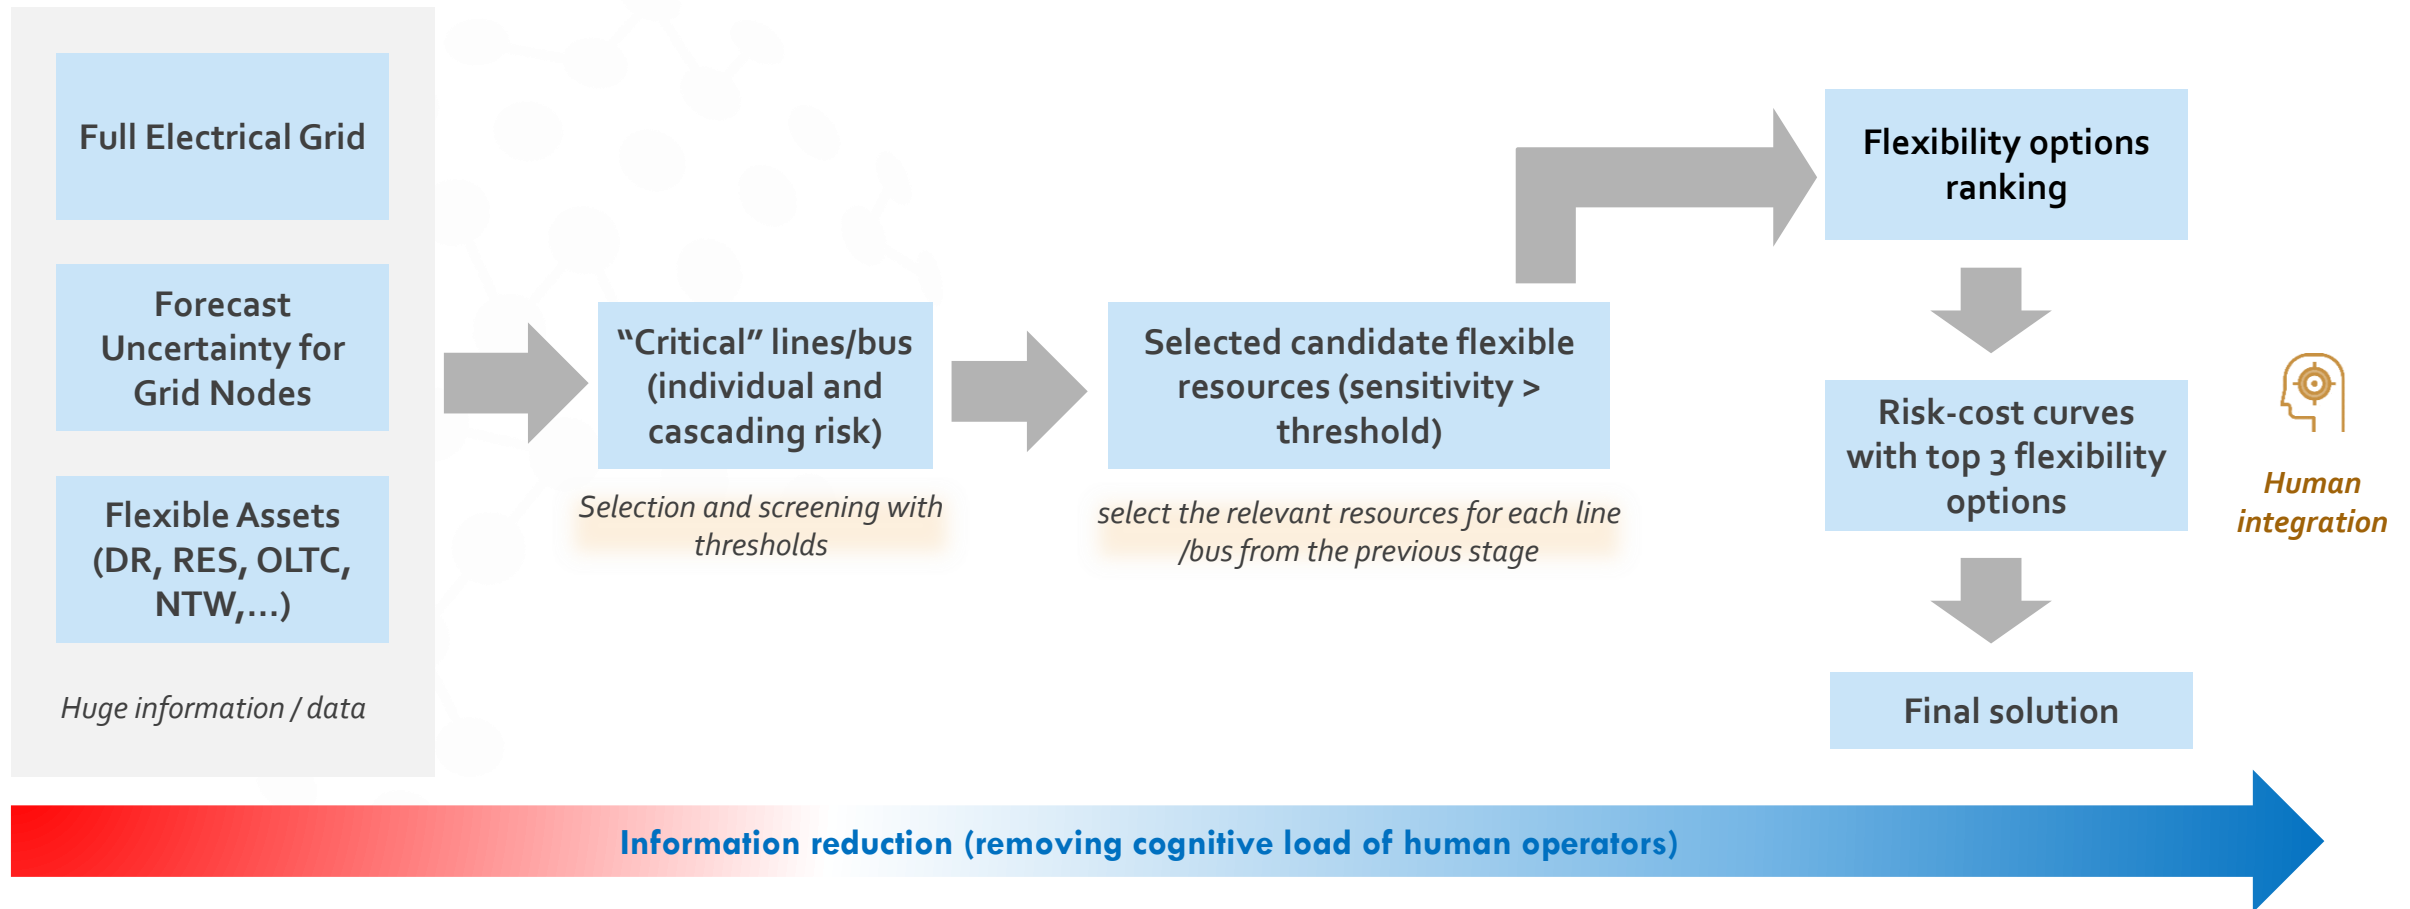 Full Electrical Grid
Forecast
Uncertainty for
Grid Nodes
Flexible Assets
(DR, RES, OLTC,
NTW,...)
Huge information / data
“Critical” lines/bus
(individual and
cascading risk)
Selection and screening with
thresholds
Selected candidate flexible
resources (sensitivity >
threshold)
select the relevant resources for each line
/bus from the previous stage
Flexibility options
ranking
Risk-cost curves
with top 3 flexibility
options
Human
integration
Final solution
Information reduction (removing cognitive load of human operators)